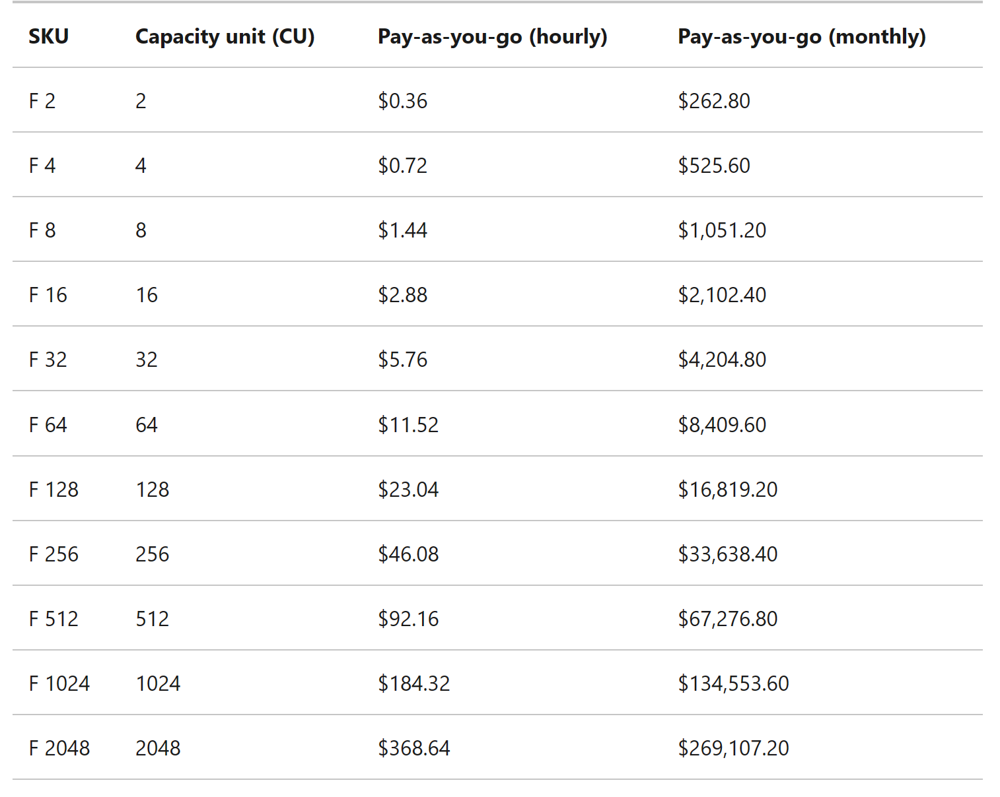 SKU Capacity unit (CU) Pay-as-you-go (hourly) Pay-as-you-go (monthly)
F 2 2 $0.36 $262.80
F 4 4 $0.72 $525.60
F 8 8 $1.44 $1,051.20
F 16 16 $2.88 $2,102.40
F 32 32 $5.76 $4,204.80
F 64 64 $11.52 $8,409.60
F 128 128 $23.04 $16,819.20
F 256 256 $46.08 $33,638.40
F 512 512 $92.16 $67,276.80
F 1024 1024 $184.32 $134,553.60
F 2048 2048 $368.64 $269,107.20